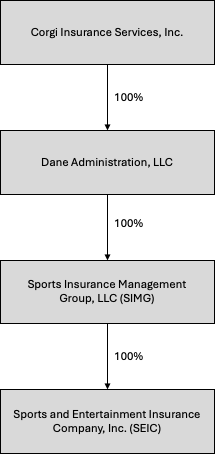 Corgi Insurance Services, Inc.
100%
Dane Administration, LLC
100%
Sports Insurance Management
Group, LLC (SIMG)
100%
Sports and Entertainment Insurance
Company, Inc. (SEIC)